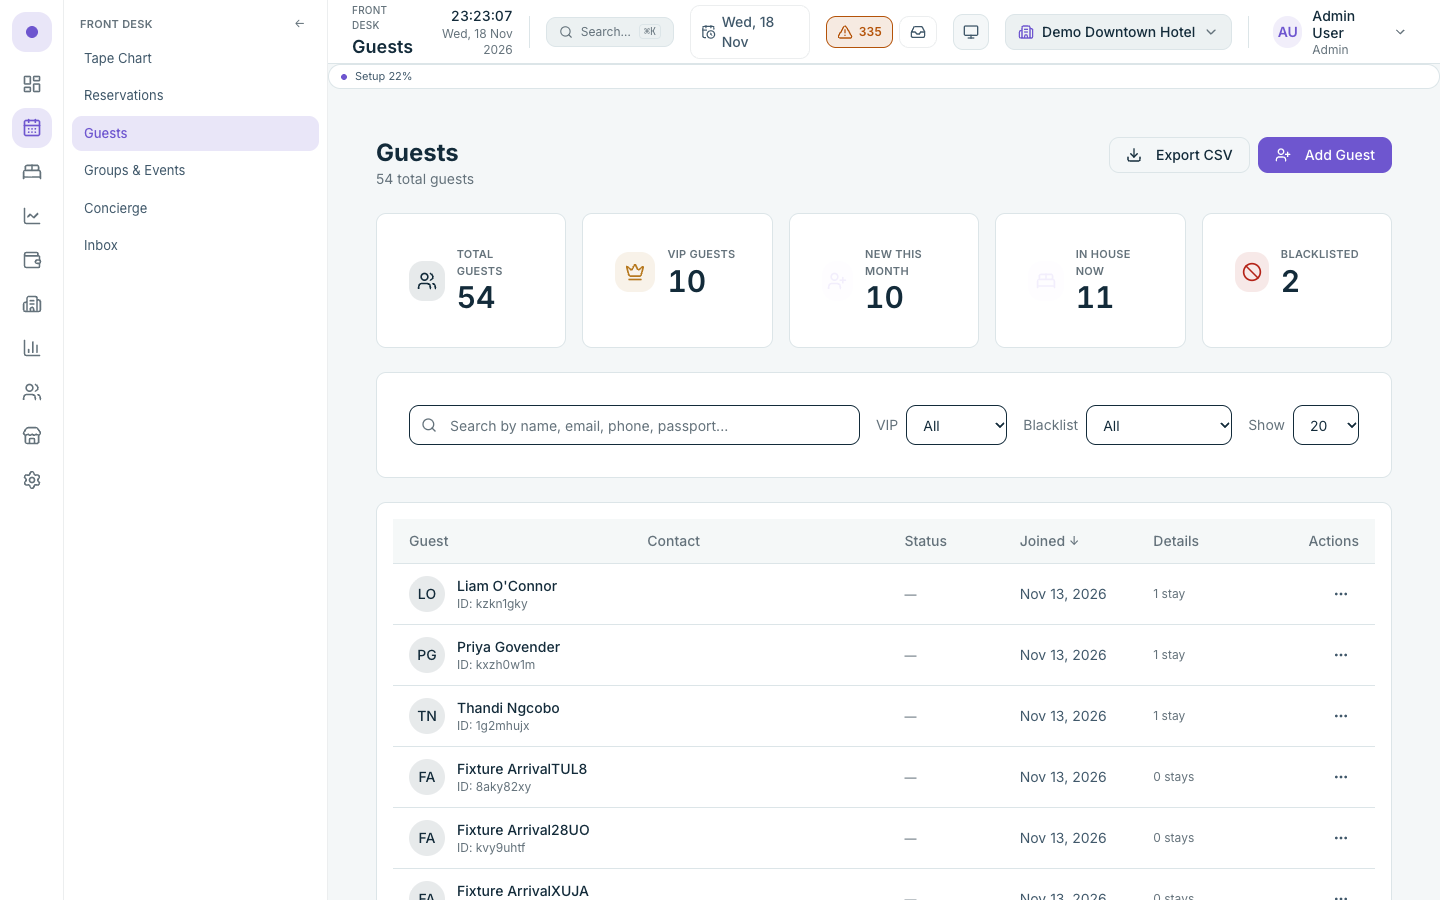 FRONT DESK
Tape Chart
Reservations
Guests
Groups & Events
Concierge
Inbox
FRONT
DESK
Guests
23:23:07
Wed, 18 Nov
2026
Search...
⌘K
Wed, 18
Nov
335
Demo Downtown Hotel
AU
Admin
User
Admin
Setup 22%
Guests
54 total guests
Export CSV
Add Guest
TOTAL
GUESTS
54
VIP GUESTS
10
NEW THIS
MONTH
10
IN HOUSE
NOW
11
BLACKLISTED
2
Search by name, email, phone, passport...
VIP
All
Blacklist
All
Show
20
Guest Contact Status Joined ↓ Details Actions
LO
Liam O'Connor
ID: kzkn1gky
— Nov 13, 2026 1 stay
PG
Priya Govender
ID: kxzh0w1m
— Nov 13, 2026 1 stay
TN
Thandi Ngcobo
ID: 1g2mhujx
— Nov 13, 2026 1 stay
FA
Fixture ArrivalTUL8
ID: 8aky82xy
— Nov 13, 2026 0 stays
FA
Fixture Arrival28UO
ID: kvy9uhtf
— Nov 13, 2026 0 stays
FA
Fixture ArrivalXUJA
Nov 13, 2026 0 stays